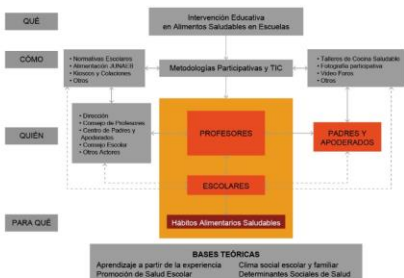 QUÉ
Intervención Educativa
en Alimentos Saludables en Escuelas
CÓMO
• Normativas Escolares
• Alimentación JUNAEB
• Kioscos y Colaciones
• Otros
Metodologías Participativas y TIC
• Talleres de Cocina Saludable
• Fotografía participativa
• Video Foros
• Otros
QUIÉN
• Dirección
• Consejo de Profesores
• Centro de Padres y
Apoderados
• Consejo Escolar
• Otros Actores
PROFESORES
PADRES Y
APODERADOS
ESCOLARES
PARA QUÉ
Hábitos Alimentarios Saludables
BASES TEÓRICAS
Aprendizaje a partir de la experiencia
Clima social escolar y familiar
Promoción de Salud Escolar
Determinantes Sociales de Salud